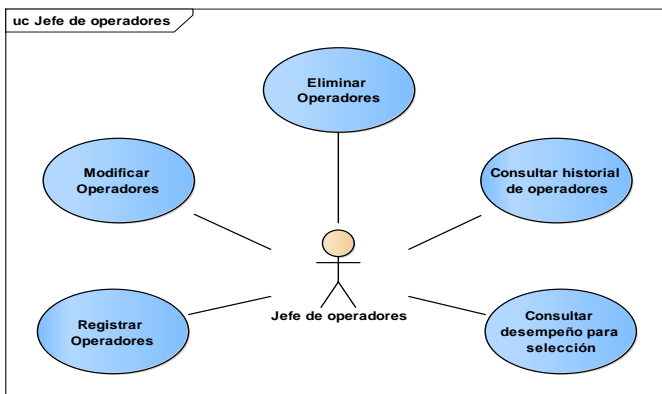 uc Jefe de operadores
Eliminar
Operadores
Modificar
Operadores
Consultar historial
de operadores
Jefe de operadores
Registrar
Operadores
Consultar
desempeño para
selección